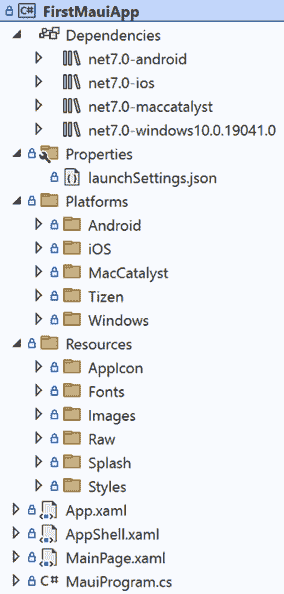 C# FirstMauiApp
Dependencies
net7.0-android
net7.0-ios
net7.0-maccatalyst
net7.0-windows10.0.19041.0
Properties
launchSettings.json
Platforms
Android
iOS
MacCatalyst
Tizen
Windows
Resources
AppIcon
Fonts
Images
Raw
Splash
Styles
App.xaml
AppShell.xaml
MainPage.xaml
C# MauiProgram.cs